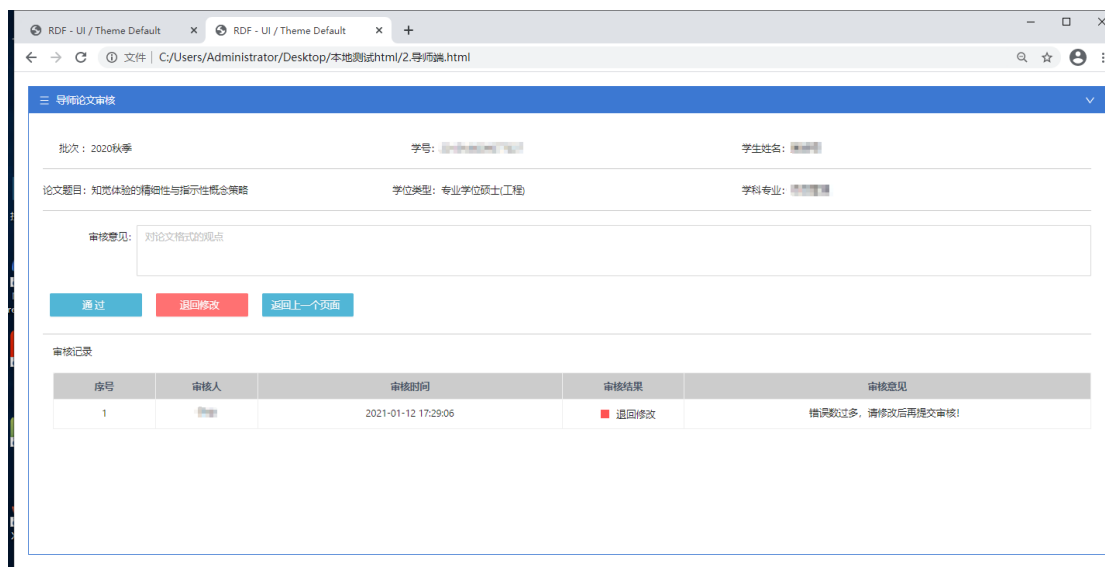 RDF - UI / Theme Default
RDF - UI / Theme Default
文件 | C:/Users/Administrator/Desktop/本地测试html/2.导师端.html
导师论文审核
批次： 2020秋季 学号： 学生姓名：
论文题目： 知觉体验的精细性与指示性概念策略 学位类型： 专业学位硕士(工程) 学科专业：
审核意见： 对论文格式的观点
通过 退回修改 返回上一个页面
审核记录
序号 审核人 审核时间 审核结果 审核意见
1 2021-01-12 17:29:06 退回修改 错误数过多，请修改后再提交审核！